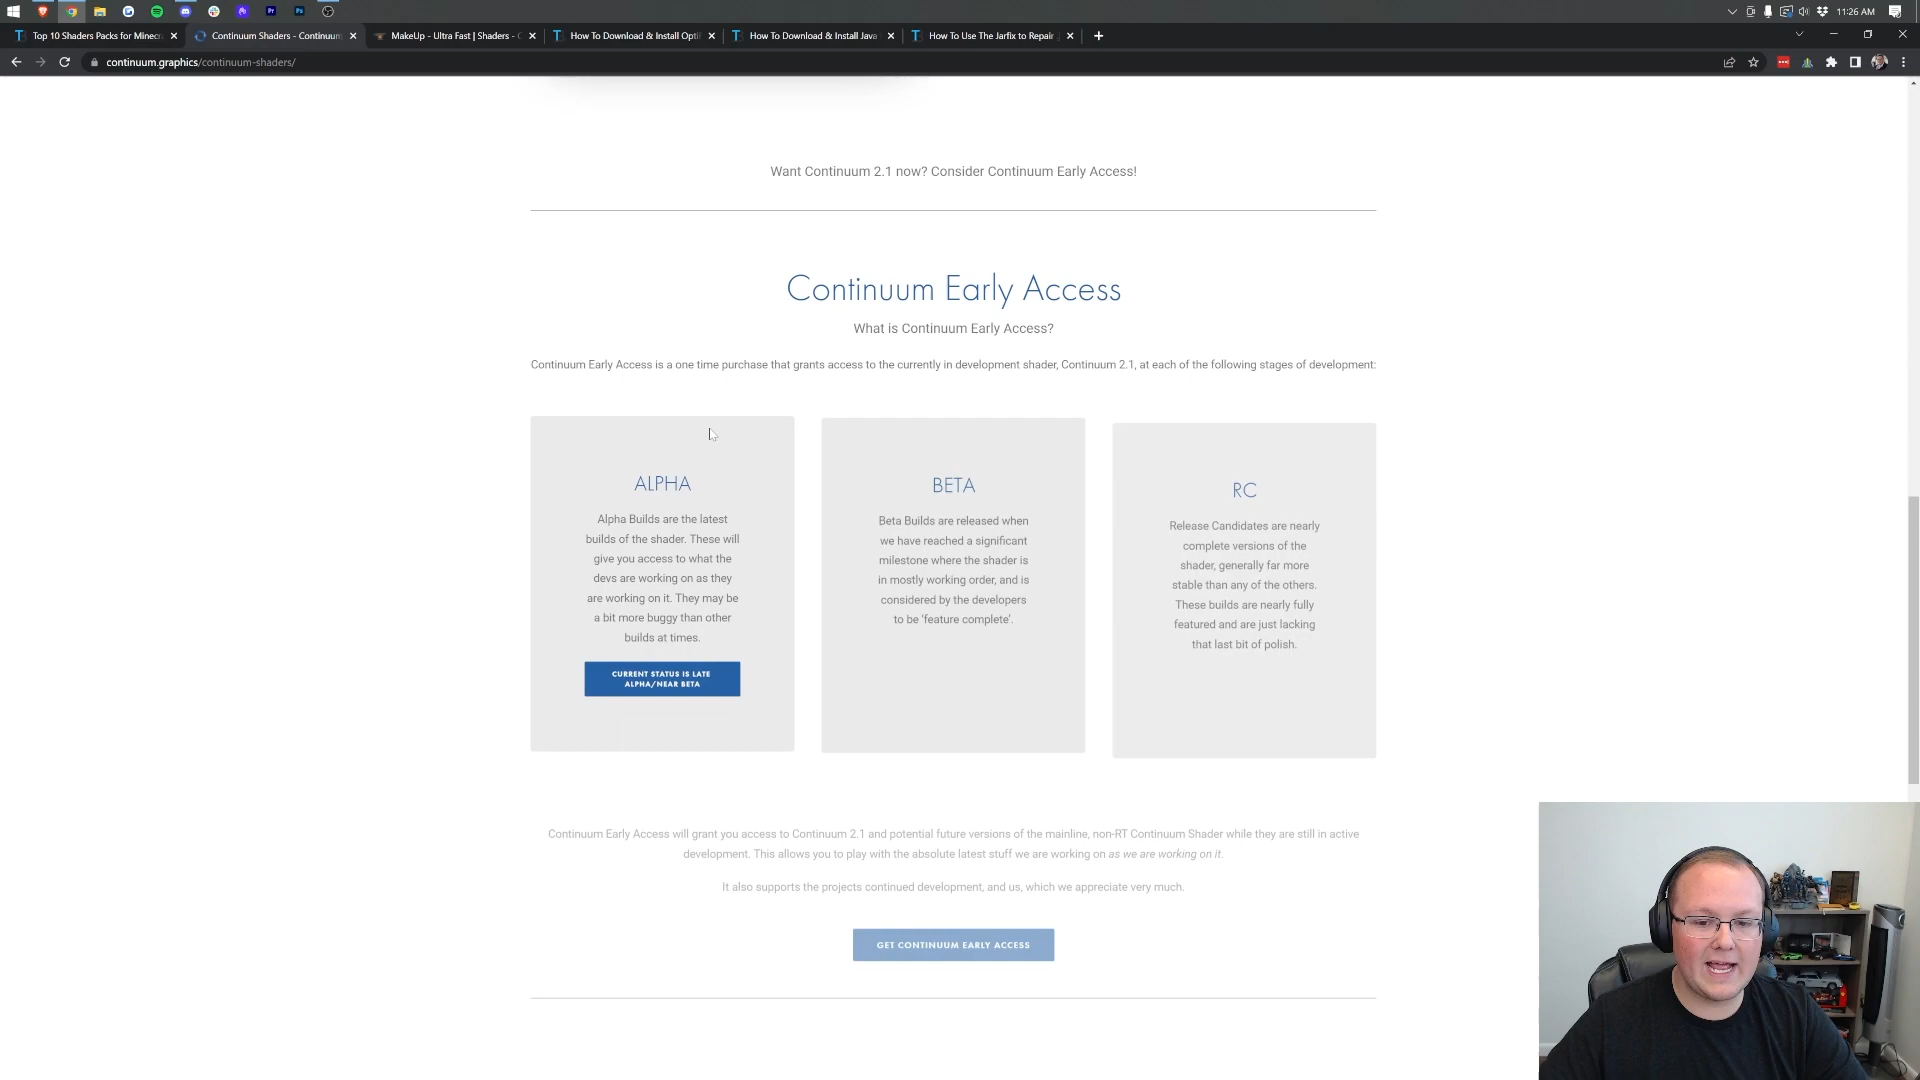 11:26 AM
Top 10 Shaders Packs for Minecr
Continuum Shaders - Continuum
MakeUp - Ultra Fast | Shaders - C
How To Download & Install Opti
How To Download & Install Java
How To Use The Jarfix to Repair
continuum.graphics/continuum-shaders/
Want Continuum 2.1 now? Consider Continuum Early Access!
Continuum Early Access
What is Continuum Early Access?
Continuum Early Access is a one time purchase that grants access to the currently in development shader, Continuum 2.1, at each of the following stages of development:
ALPHA
Alpha Builds are the latest
builds of the shader. These will
give you access to what the
devs are working on as they
are working on it. They may be
a bit more buggy than other
builds at times.
CURRENT STATUS IS LATE
ALPHA/NEAR BETA
BETA
Beta Builds are released when
we have reached a significant
milestone where the shader is
in mostly working order, and is
considered by the developers
to be 'feature complete'.
RC
Release Candidates are nearly
complete versions of the
shader, generally far more
stable than any of the others.
These builds are nearly fully
featured and are just lacking
that last bit of polish.
Continuum Early Access will grant you access to Continuum 2.1 and potential future versions of the mainline, non-RT Continuum Shader while they are still in active
development. This allows you to play with the absolute latest stuff we are working on as we are working on it.
It also supports the projects continued development, and us, which we appreciate very much.
GET CONTINUUM EARLY ACCESS